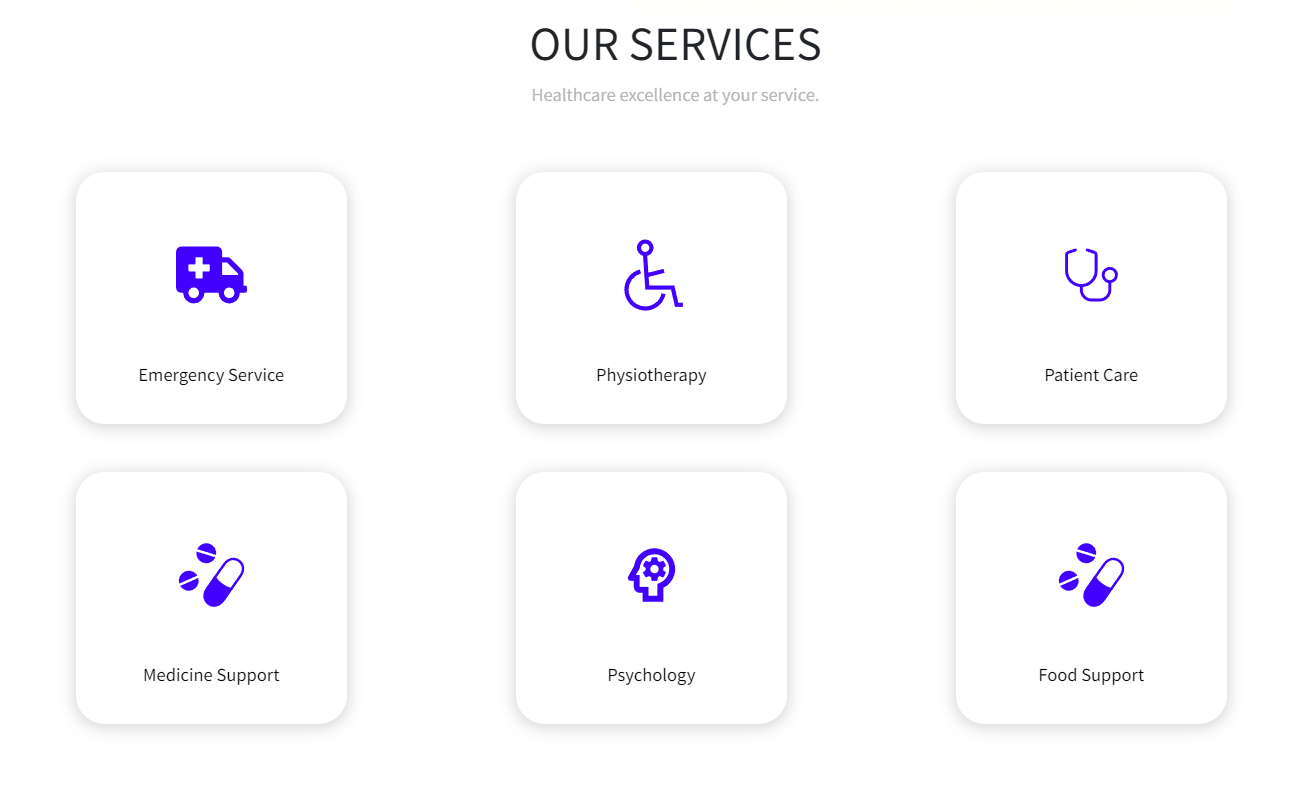 OUR SERVICES
Healthcare excellence at your service.
Emergency Service
Physiotherapy
Patient Care
Medicine Support
Psychology
Food Support